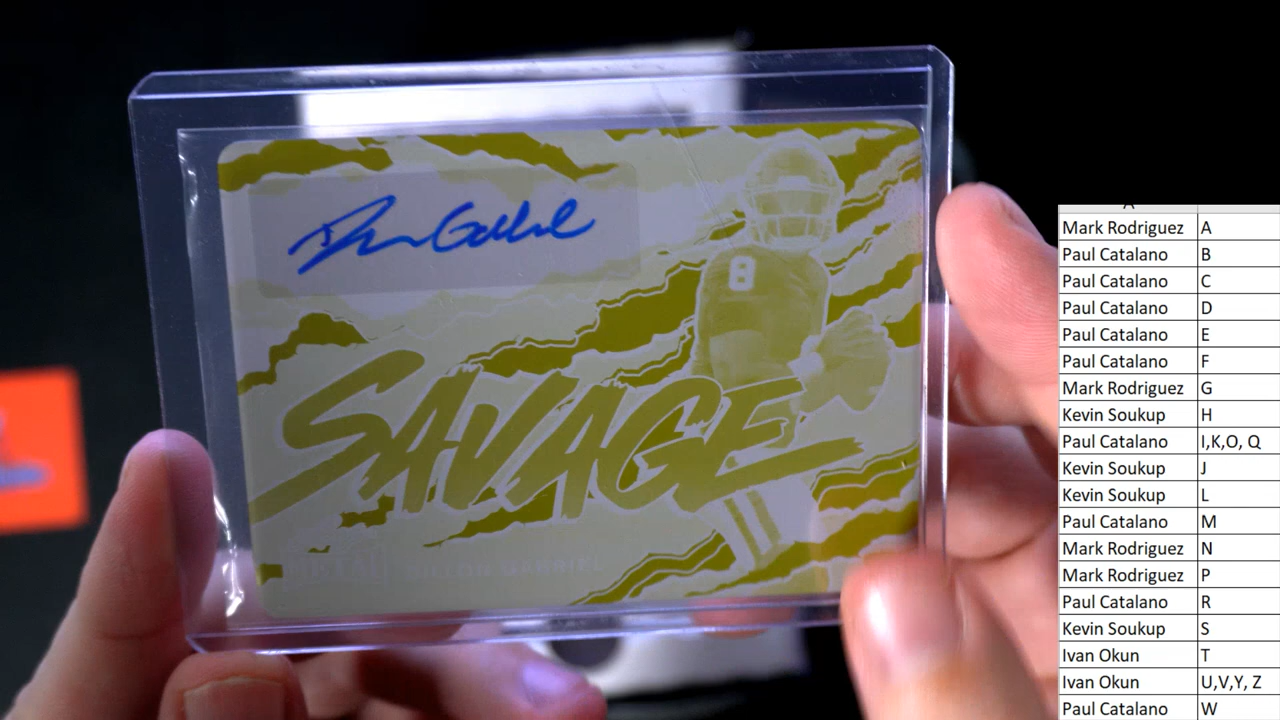 8
SAVAGE
DILLON GABRIEL
A
Mark Rodriguez A
Paul Catalano B
Paul Catalano C
Paul Catalano D
Paul Catalano E
Paul Catalano F
Mark Rodriguez G
Kevin Soukup H
Paul Catalano I,K,O, Q
Kevin Soukup J
Kevin Soukup L
Paul Catalano M
Mark Rodriguez N
Mark Rodriguez P
Paul Catalano R
Kevin Soukup S
Ivan Okun T
Ivan Okun U,V,Y, Z
Paul Catalano W